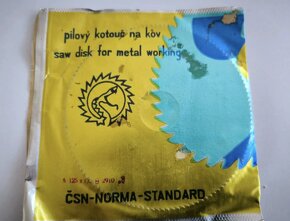 pilový kotouč na kov
saw disk for metal working
ČSN-NORMA-STANDARD